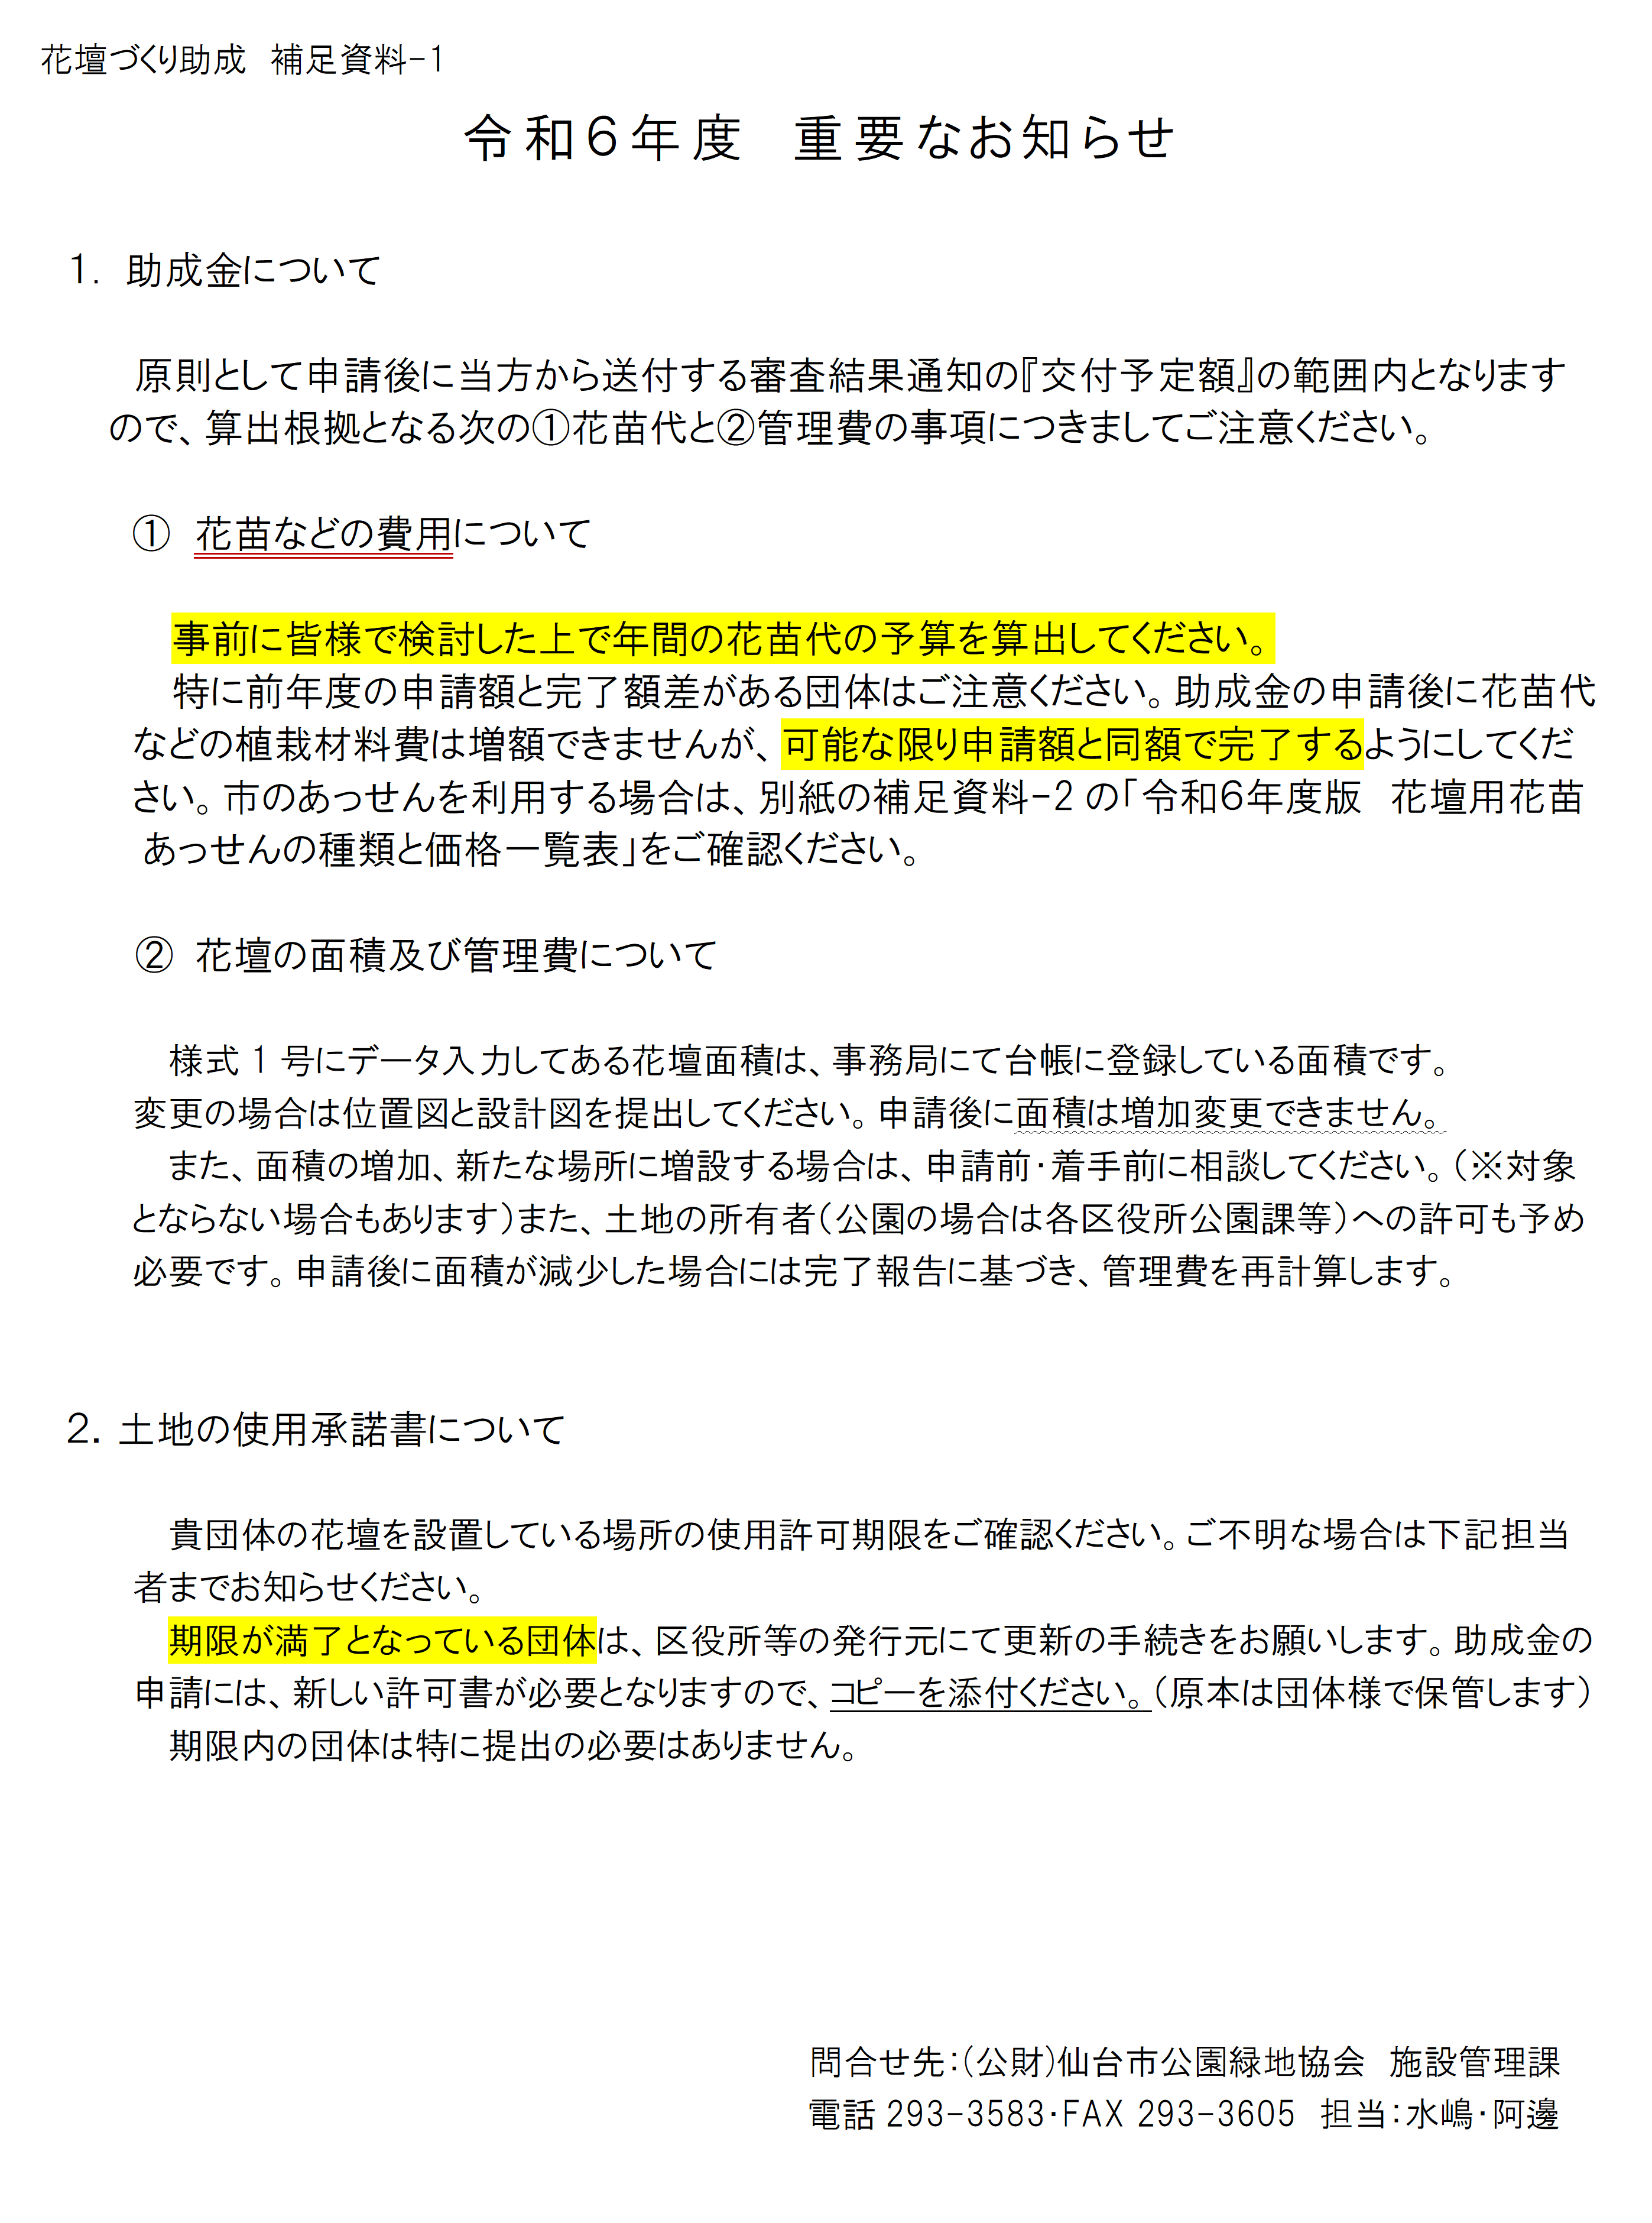 花壇づくり助成　補足資料-1
令和６年度　重要なお知らせ
1.　助成金について
原則として申請後に当方から送付する審査結果通知の『交付予定額』の範囲内となります
ので、算出根拠となる次の①花苗代と②管理費の事項につきましてご注意ください。
①　花苗などの費用について
事前に皆様で検討した上で年間の花苗代の予算を算出してください。
特に前年度の申請額と完了額差がある団体はご注意ください。助成金の申請後に花苗代
などの植栽材料費は増額できませんが、可能な限り申請額と同額で完了するようにしてくだ
さい。市のあっせんを利用する場合は、別紙の補足資料-2 の「令和６年度版　花壇用花苗
あっせんの種類と価格一覧表」をご確認ください。
②　花壇の面積及び管理費について
様式 1 号にデータ入力してある花壇面積は、事務局にて台帳に登録している面積です。
変更の場合は位置図と設計図を提出してください。申請後に面積は増加変更できません。
また、面積の増加、新たな場所に増設する場合は、申請前・着手前に相談してください。（※対象
とならない場合もあります）また、土地の所有者（公園の場合は各区役所公園課等）への許可も予め
必要です。申請後に面積が減少した場合には完了報告に基づき、管理費を再計算します。
２．土地の使用承諾書について
貴団体の花壇を設置している場所の使用許可期限をご確認ください。ご不明な場合は下記担当
者までお知らせください。
期限が満了となっている団体は、区役所等の発行元にて更新の手続きをお願いします。助成金の
申請には、新しい許可書が必要となりますので、コピーを添付ください。（原本は団体様で保管します）
期限内の団体は特に提出の必要はありません。
問合せ先：（公財）仙台市公園緑地協会　施設管理課
電話 293-3583・FAX 293-3605　担当：水嶋・阿邊